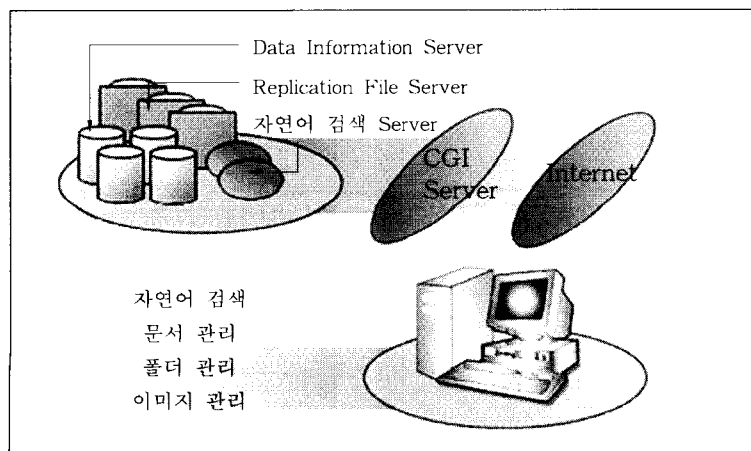 Data Information Server
Replication File Server
자연어 검색 Server
CGI
Server
Internet
자연어 검색
문서 관리
폴더 관리
이미지 관리